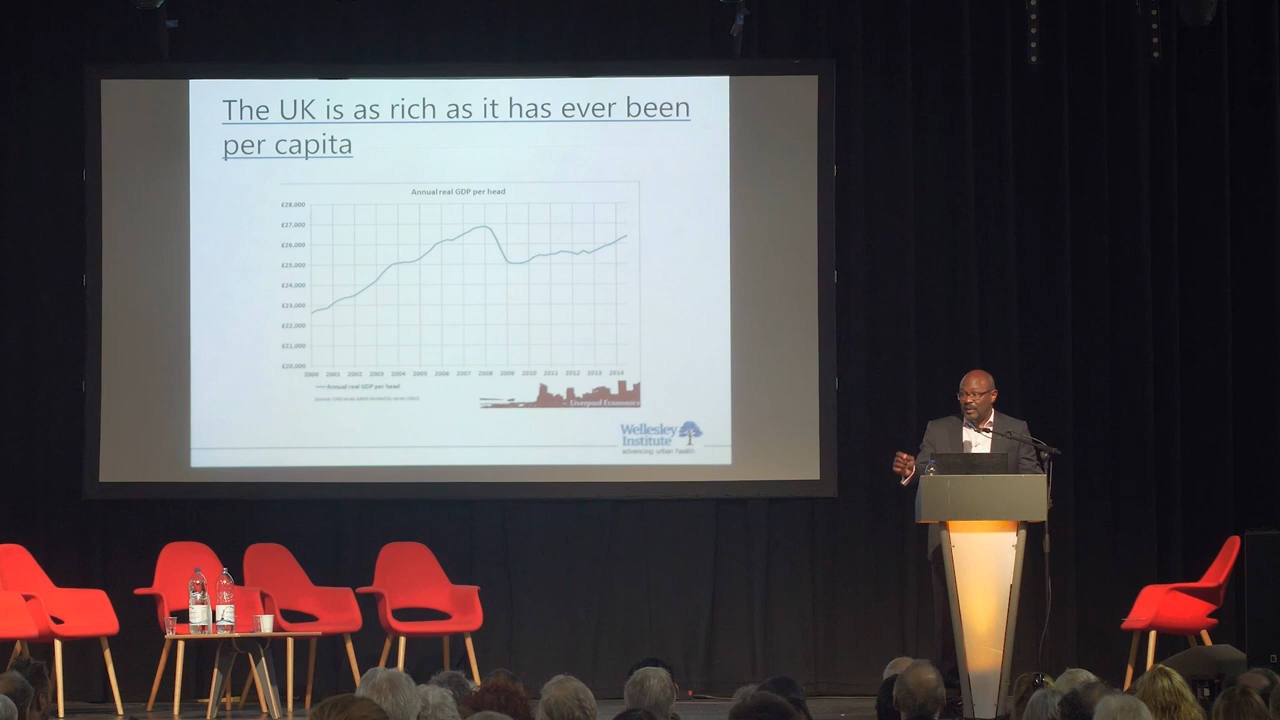 The UK is as rich as it has ever been
per capita
Annual real GDP per head
£28,000
£27,000
£26,000
£25,000
£24,000
£23,000
£22,000
£21,000
£20,000
2000 2001 2002 2003 2004 2005 2006 2007 2008 2009 2010 2011 2012 2013 2014
Annual real GDP per head
Liverpool Economics
Wellesley
Institute
advancing urban health